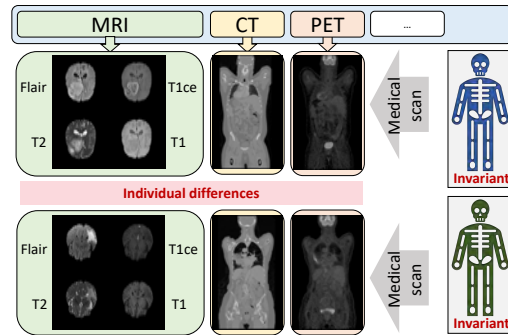 MRI
CT
PET
...
Flair
T1ce
T2
T1
Medical
scan
Invariant
Individual differences
Flair
T1ce
T2
T1
Medical
scan
Invariant